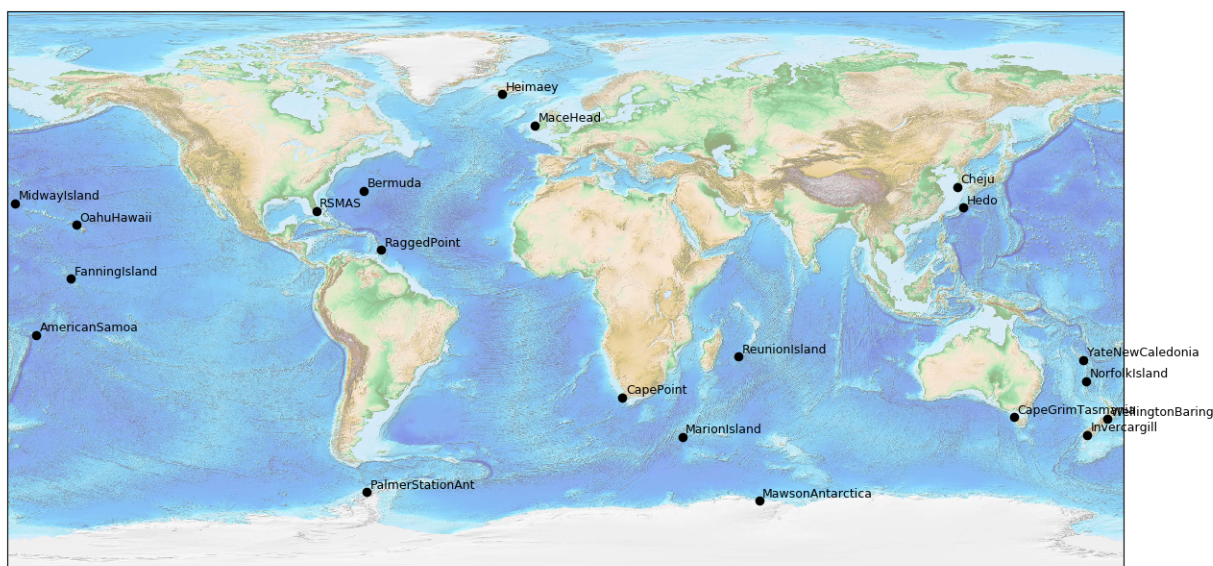 Heimaey
MaceHead
Cheju
Bermuda
MidwayIsland
RSMAS
Hedo
OahuHawaii
RaggedPoint
FanningIsland
AmericanSamoa
ReunionIsland
YateNewCaledonia
NorfolkIsland
CapePoint
CapeGrimTasmania
WellingtonBaring
Invercargill
MarionIsland
PalmerStationAnt
MawsonAntarctica